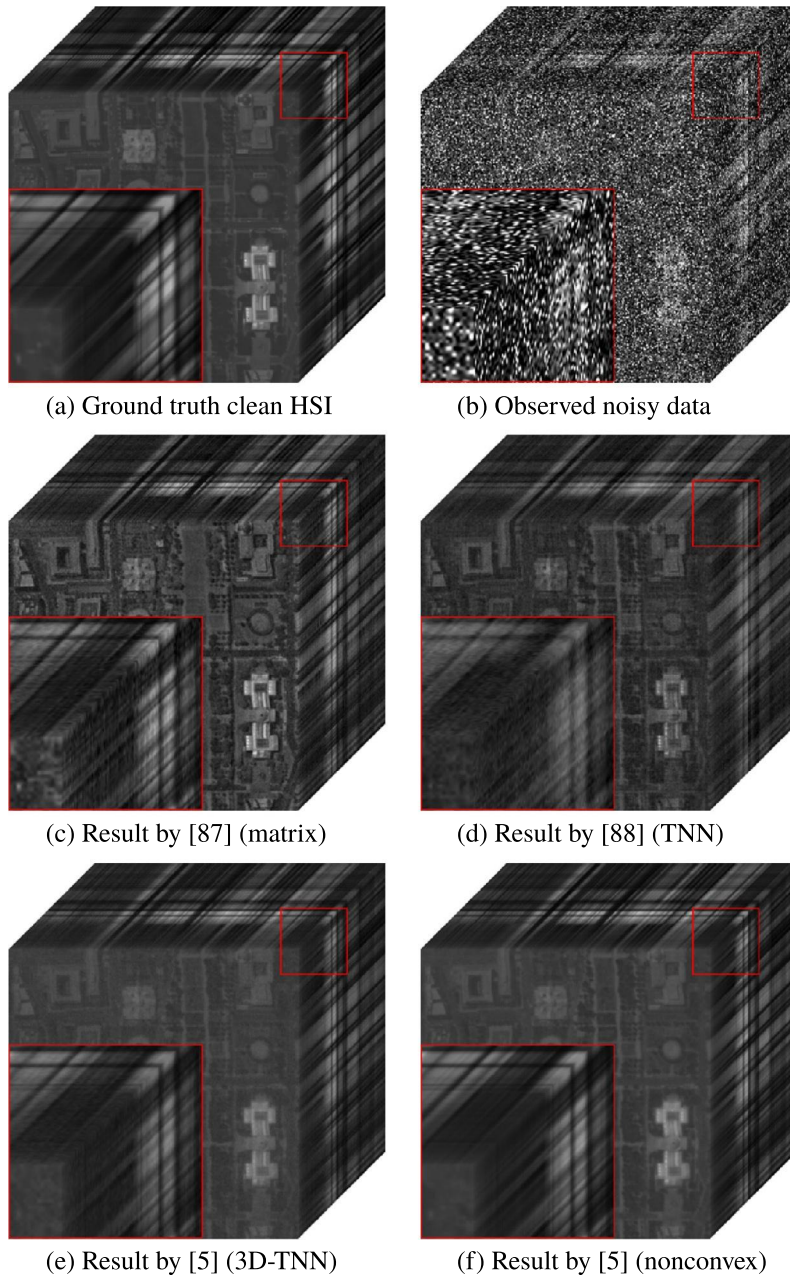 (a) Ground truth clean HSI
(b) Observed noisy data
(c) Result by [87] (matrix)
(d) Result by [88] (TNN)
(e) Result by [5] (3D-TNN)
(f) Result by [5] (nonconvex)